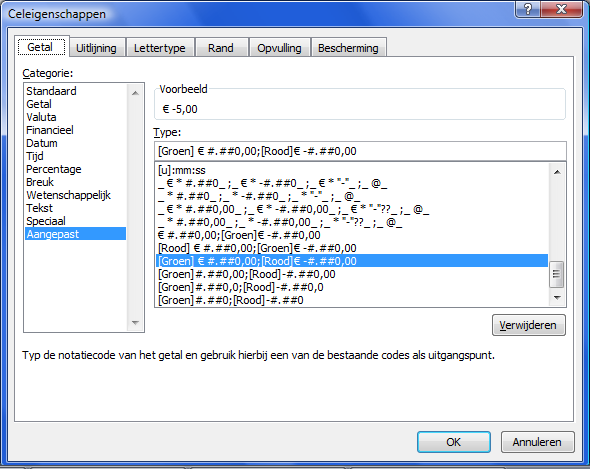 Celeigenschappen
Getal Uitlijning Lettertype Rand Opvulling Bescherming
Categorie:
Standaard
Getal
Valuta
Financieel
Datum
Tijd
Percentage
Breuk
Wetenschappelijk
Tekst
Speciaal
Aangepast
Voorbeeld
€ -5,00
Type:
[Groen] € #.##0,00;[Rood]€ -#.##0,00
[u]:mm:ss
_ € * #.##0_ ;_ € * -#.##0_ ;_ € * "-"_ ;_ @_
_ * #.##0_ ;_ * -#.##0_ ;_ * "-"_ ;_ @_
_ € * #.##0,00_ ;_ € * -#.##0,00_ ;_ € * "-"??_ ;_ @_
_ * #.##0,00_ ;_ * -#.##0,00_ ;_ * "-"??_ ;_ @_
€ #.##0,00;[Groen]€ -#.##0,00
[Rood] € #.##0,00;[Groen]€ -#.##0,00
[Groen] € #.##0,00;[Rood]€ -#.##0,00
[Groen]#.##0,00;[Rood]-#.##0,00
[Groen]#.##0,0;[Rood]-#.##0,0
[Groen]#.##0;[Rood]-#.##0
Verwijderen
Typ de notatiecode van het getal en gebruik hierbij een van de bestaande codes als uitgangspunt.
OK Annuleren